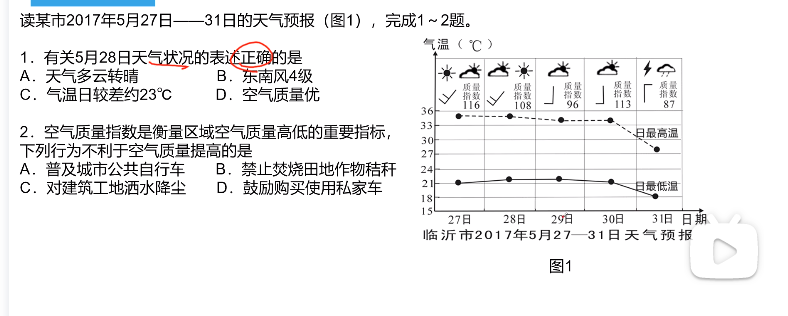 读某市2017年5月27日——31日的天气预报（图1），完成1～2题。
1．有关5月28日天气状况的表述正确的是
A．天气多云转晴 B．东南风4级
C．气温日较差约23℃ D．空气质量优
2．空气质量指数是衡量区域空气质量高低的重要指标，
下列行为不利于空气质量提高的是
A．普及城市公共自行车 B．禁止焚烧田地作物秸秆
C．对建筑工地洒水降尘 D．鼓励购买使用私家车
气温（℃）
质量 质量 质量 质量 质量
指数 指数 指数 指数 指数
116 108 96 113 87
36
33
30
27
24
21
18
15
日最高温
日最低温
27日 28日 29日 30日 31日 日期
临沂市2017年5月27—31日天气预报
图1